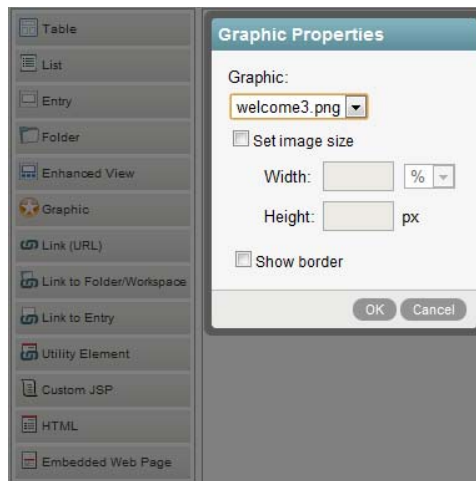 Table
List
Entry
Folder
Enhanced View
Graphic
Link (URL)
Link to Folder/Workspace
Link to Entry
Utility Element
Custom JSP
HTML
Embedded Web Page
Graphic Properties
Graphic:
welcome3.png
Set image size
Width: %
Height: px
Show border
OK Cancel